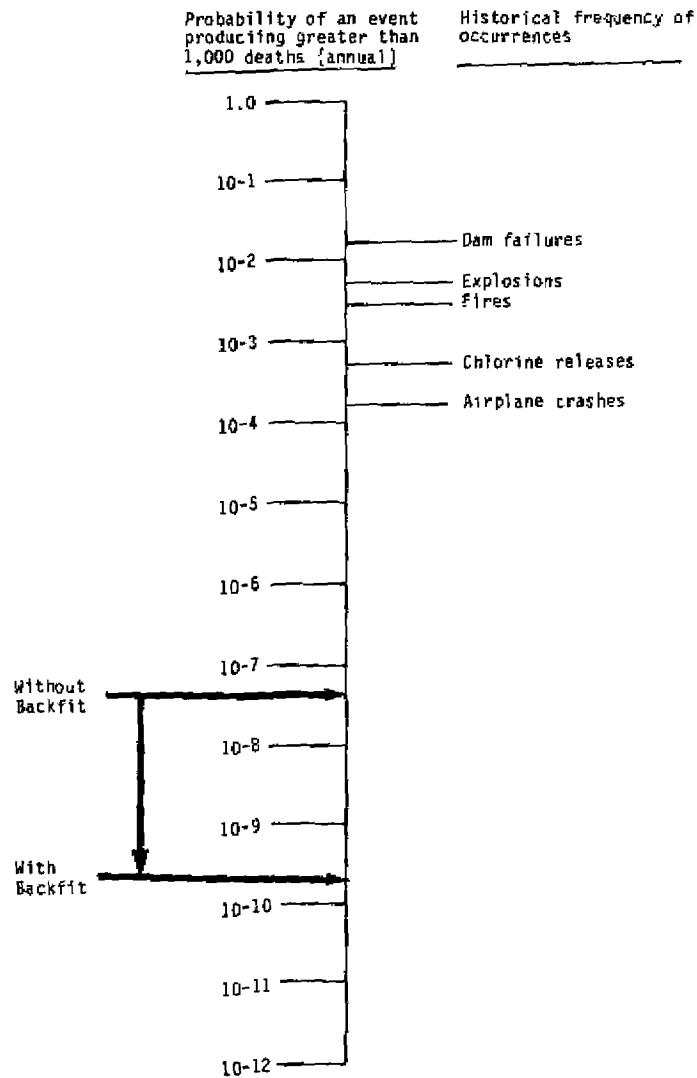 Probability of an event
produciing greater than
1,000 deaths (annual)
Historical frequency of
occurrences
1.0
10-1
Dam failures
10-2
Explosions
Fires
10-3
Chlorine releases
Airplane crashes
10-4
10-5
10-6
10-7
Without
Backfit
10-8
10-9
With
Backfit
10-10
10-11
10-12